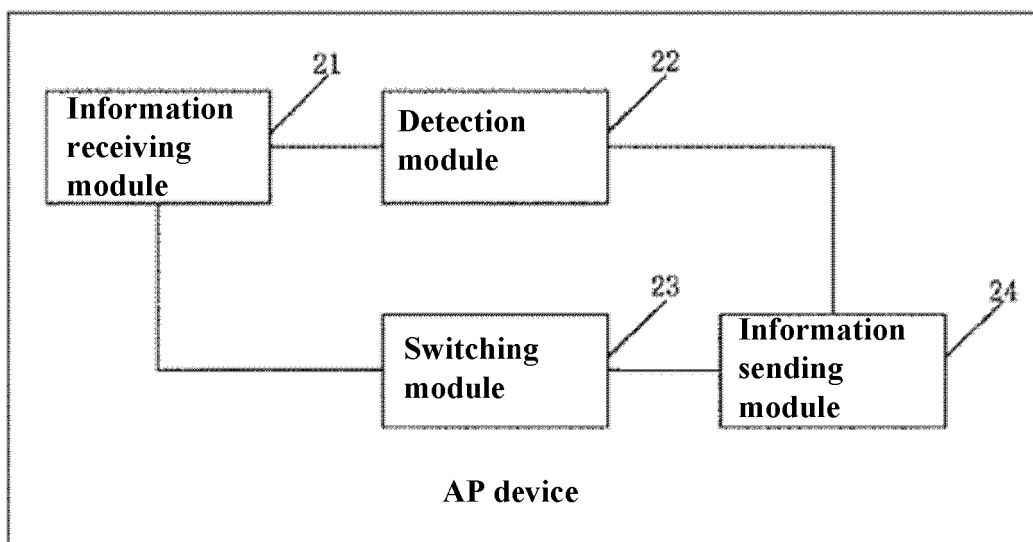 21
22
Information
receiving
module
Detection
module
23
24
Switching
module
Information
sending
module
AP device